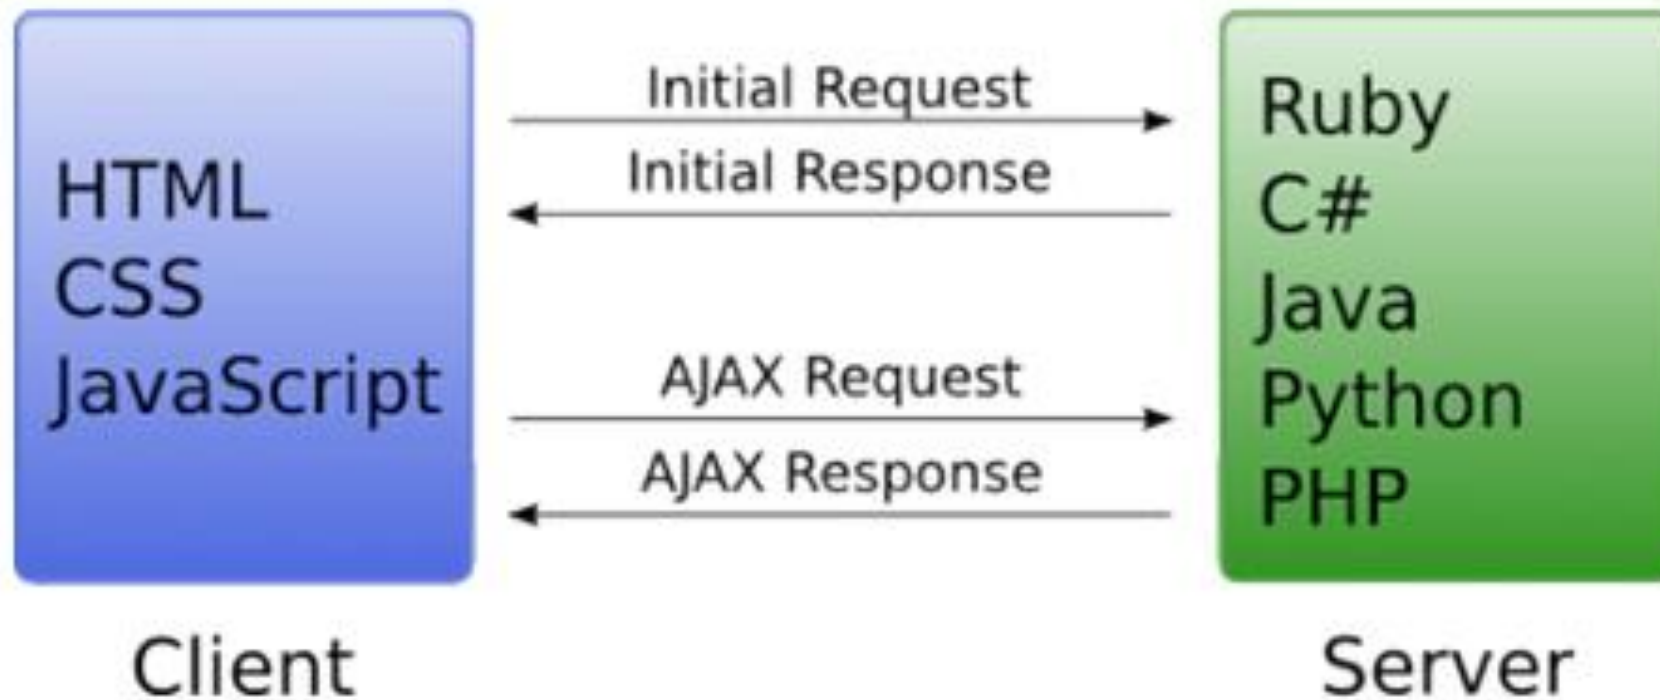 HTML
CSS
JavaScript
Client
Initial Request
Initial Response
AJAX Request
AJAX Response
Ruby
C#
Java
Python
PHP
Server